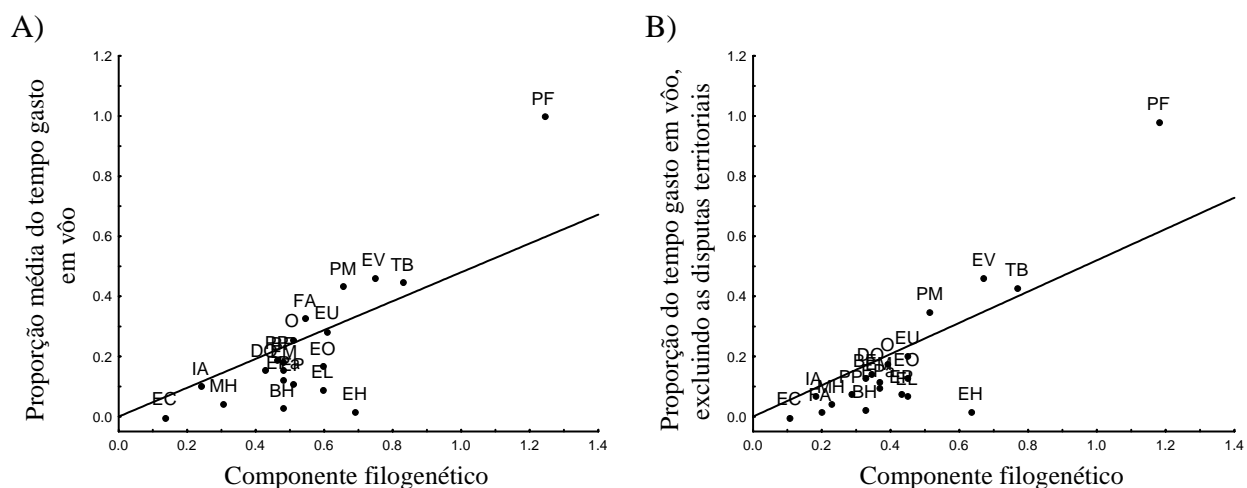 A)
Proporção média do tempo gasto
em vôo
1.2
1.0
0.8
0.6
0.4
0.2
0.0
PF
EV
PM
TB
FA
EU
O
EO
IA
EL
MH
BH
EH
EC
0.0 0.2 0.4 0.6 0.8 1.0 1.2 1.4
Componente filogenético
B)
Proporção do tempo gasto em vôo,
excluindo as disputas territoriais
1.2
1.0
0.8
0.6
0.4
0.2
0.0
PF
EV
TB
PM
EU
O
DO
EO
IA
EL
BH
EH
EC
0.0 0.2 0.4 0.6 0.8 1.0 1.2 1.4
Componente filogenético